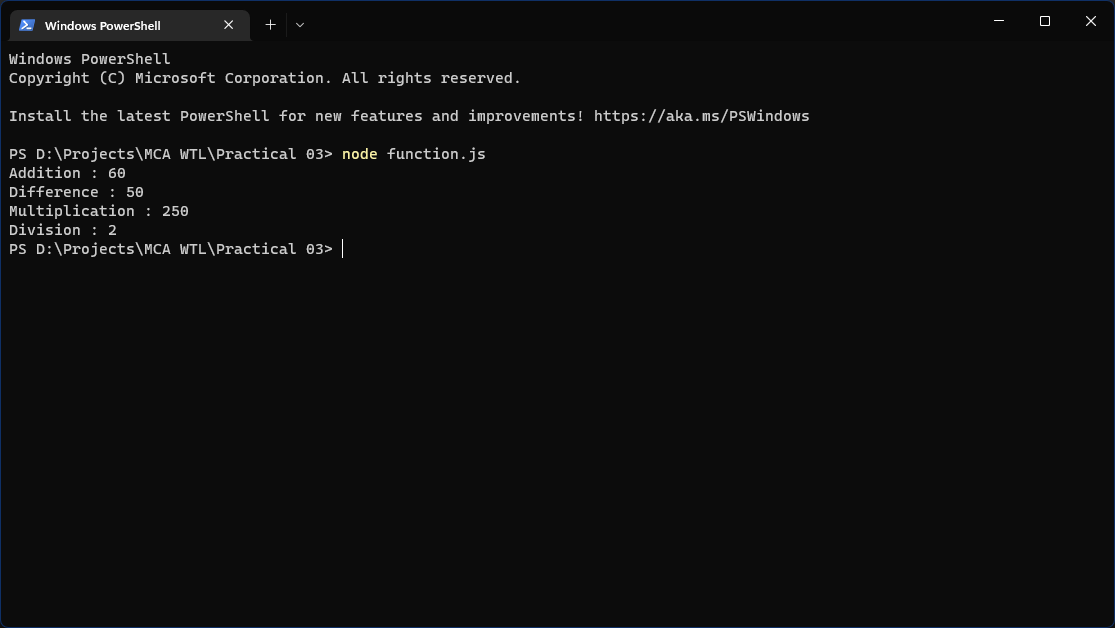 Windows PowerShell
Windows PowerShell
Copyright (C) Microsoft Corporation. All rights reserved.
Install the latest PowerShell for new features and improvements! https://aka.ms/PSWindows
PS D:\Projects\MCA WTL\Practical 03> node function.js
Addition : 60
Difference : 50
Multiplication : 250
Division : 2
PS D:\Projects\MCA WTL\Practical 03>